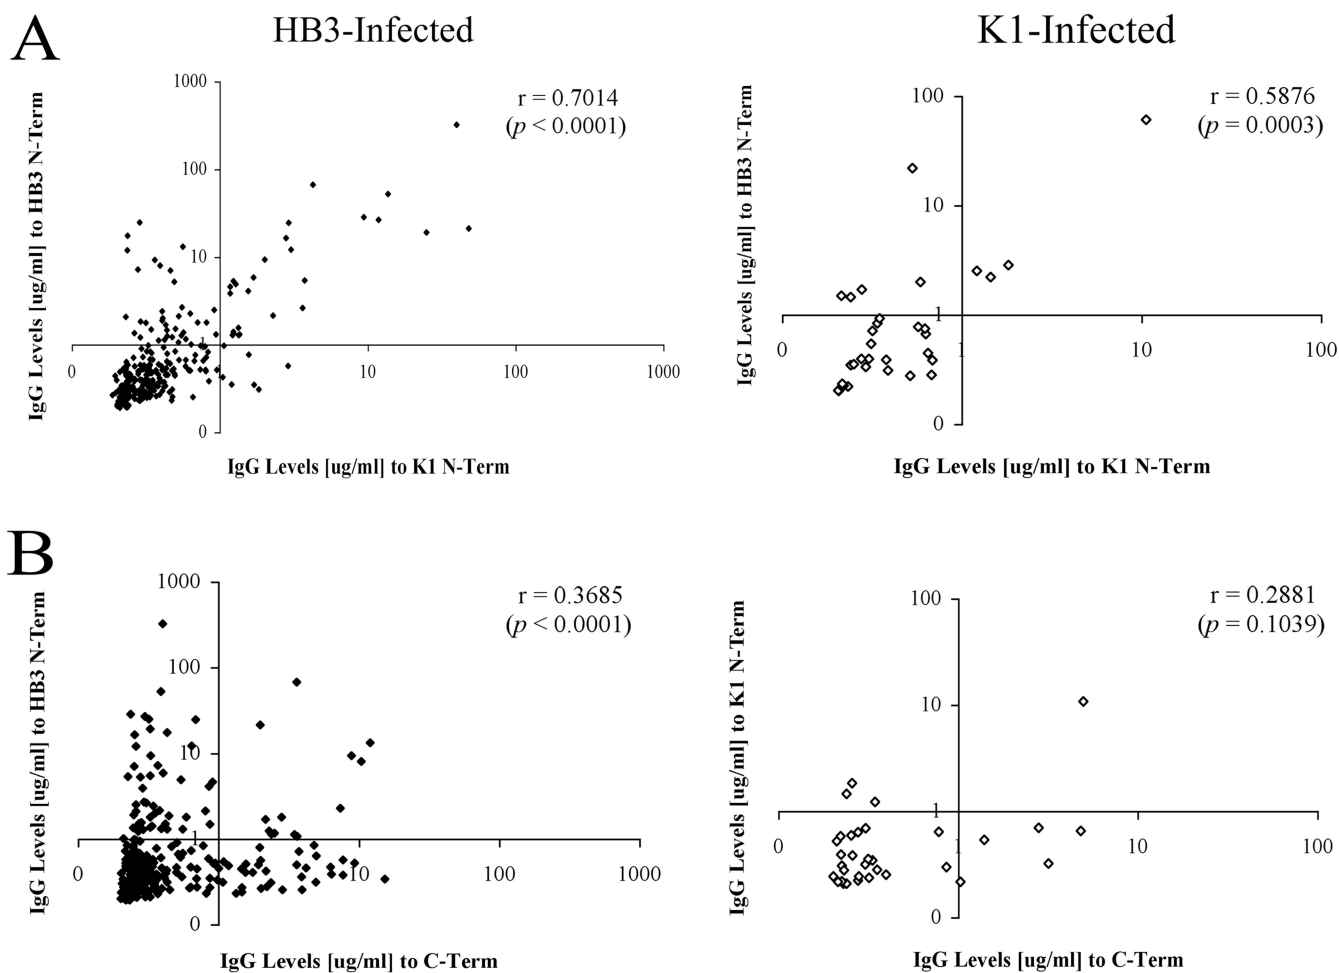 A
HB3-Infected
K1-Infected
IgG Levels [ug/ml] to HB3 N-Term
1000
100
10
1
0
0
10
100
1000
r = 0.7014
(p < 0.0001)
IgG Levels [ug/ml] to K1 N-Term
IgG Levels [ug/ml] to HB3 N-Term
100
10
1
0
0
1
10
100
r = 0.5876
(p = 0.0003)
IgG Levels [ug/ml] to K1 N-Term
B
IgG Levels [ug/ml] to HB3 N-Term
1000
100
10
1
0
0
10
100
1000
r = 0.3685
(p < 0.0001)
IgG Levels [ug/ml] to C-Term
IgG Levels [ug/ml] to K1 N-Term
100
10
1
0
0
1
10
100
r = 0.2881
(p = 0.1039)
IgG Levels [ug/ml] to C-Term